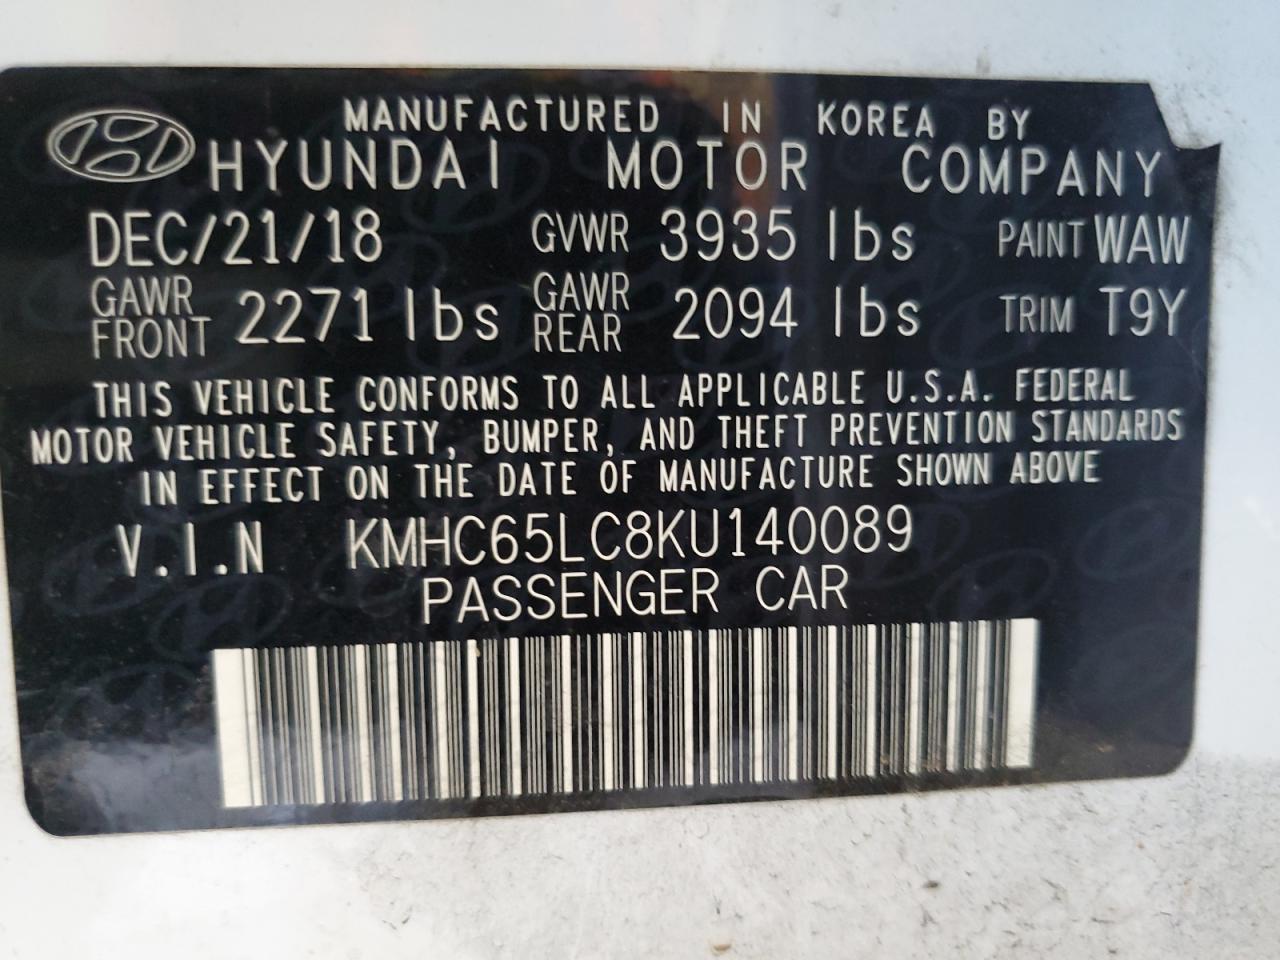 MANUFACTURED IN KOREA BY
HYUNDAI MOTOR COMPANY
DEC/21/18 GVWR 3935 lbs PAINT WAW
GAWR FRONT 2271 lbs GAWR REAR 2094 lbs TRIM T9Y
THIS VEHICLE CONFORMS TO ALL APPLICABLE U.S.A. FEDERAL
MOTOR VEHICLE SAFETY, BUMPER, AND THEFT PREVENTION STANDARDS
IN EFFECT ON THE DATE OF MANUFACTURE SHOWN ABOVE
V.I.N KMHC65LC8KU140089
PASSENGER CAR